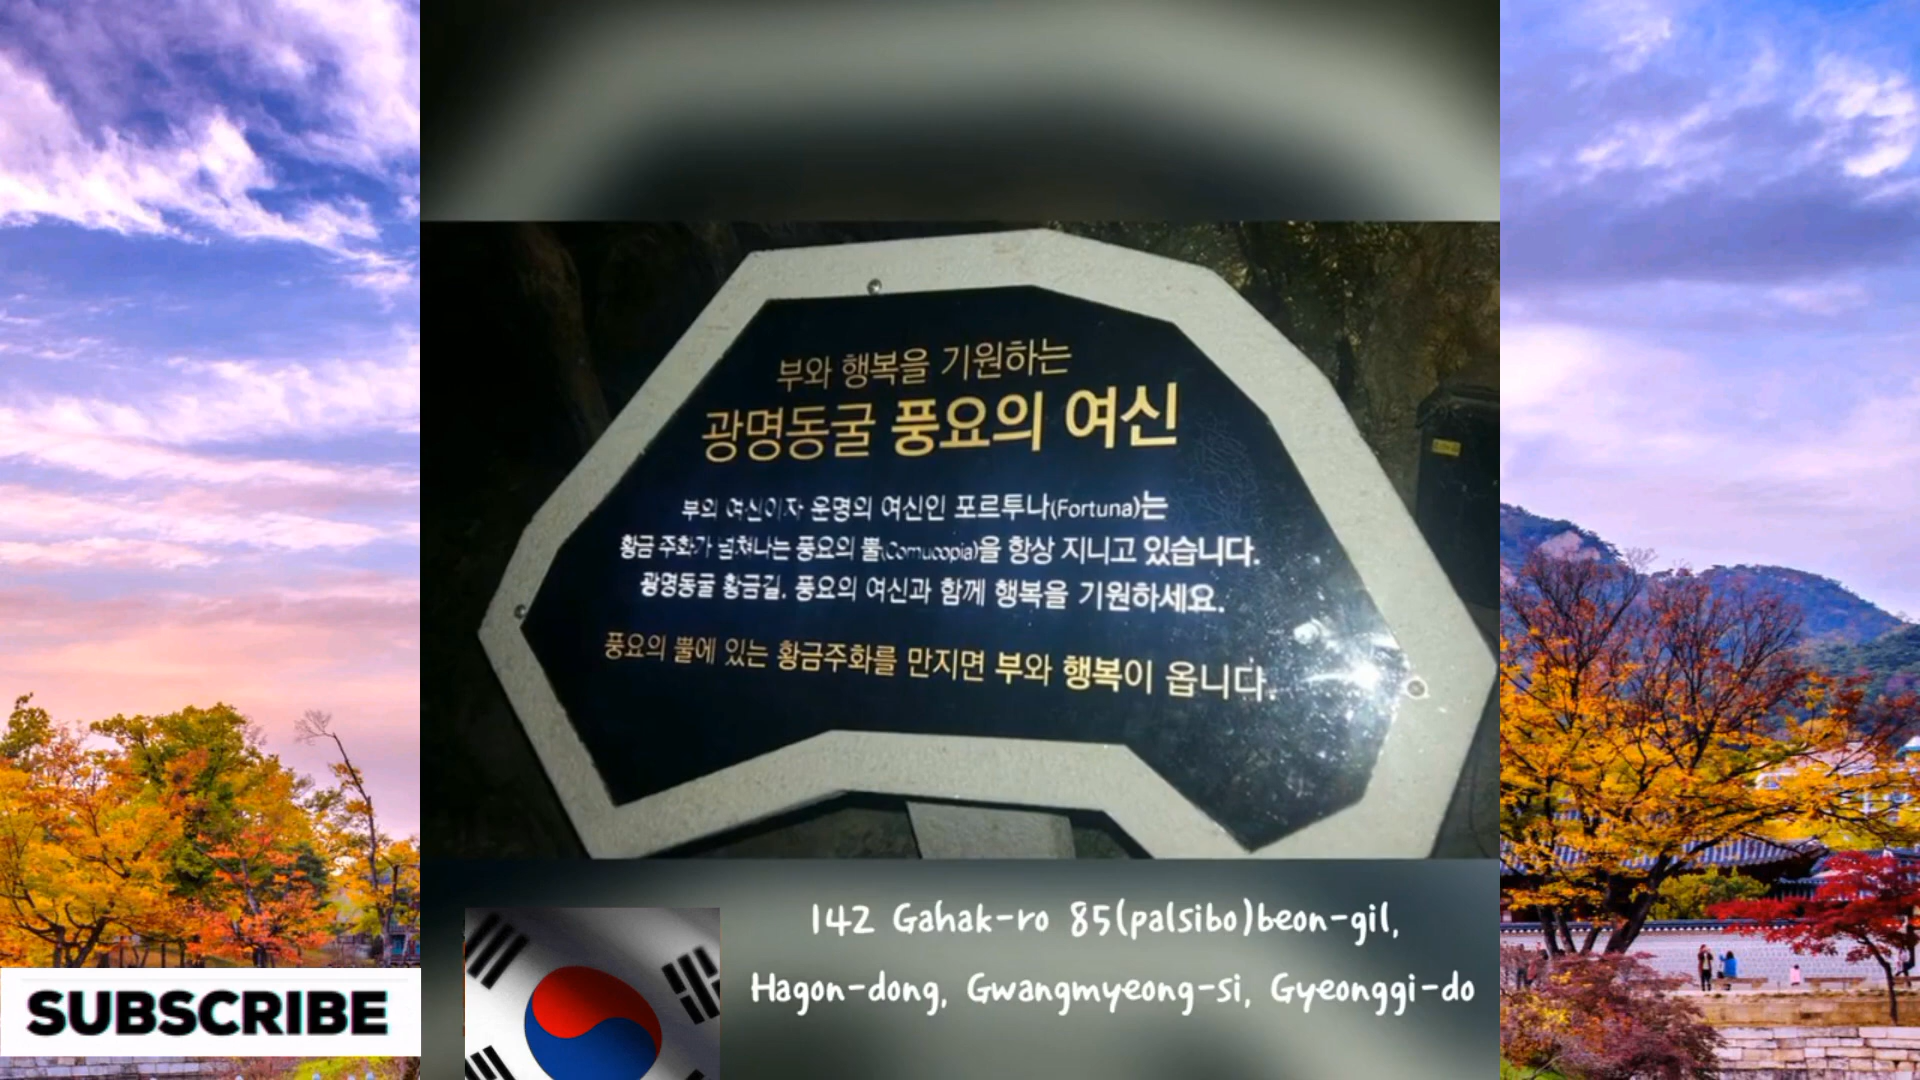 부와 행복을 기원하는
광명동굴 풍요의 여신
부의 여신이자 운명의 여신인 포르투나(Fortuna)는
황금 주화가 넘쳐나는 풍요의 뿔(Cornucopia)을 항상 지니고 있습니다.
광명동굴 황금길. 풍요의 여신과 함께 행복을 기원하세요.
풍요의 뿔에 있는 황금주화를 만지면 부와 행복이 옵니다.
142 Gahak-ro 85(palsibo)beon-gil,
Hagon-dong, Gwangmyeong-si, Gyeonggi-do
SUBSCRIBE